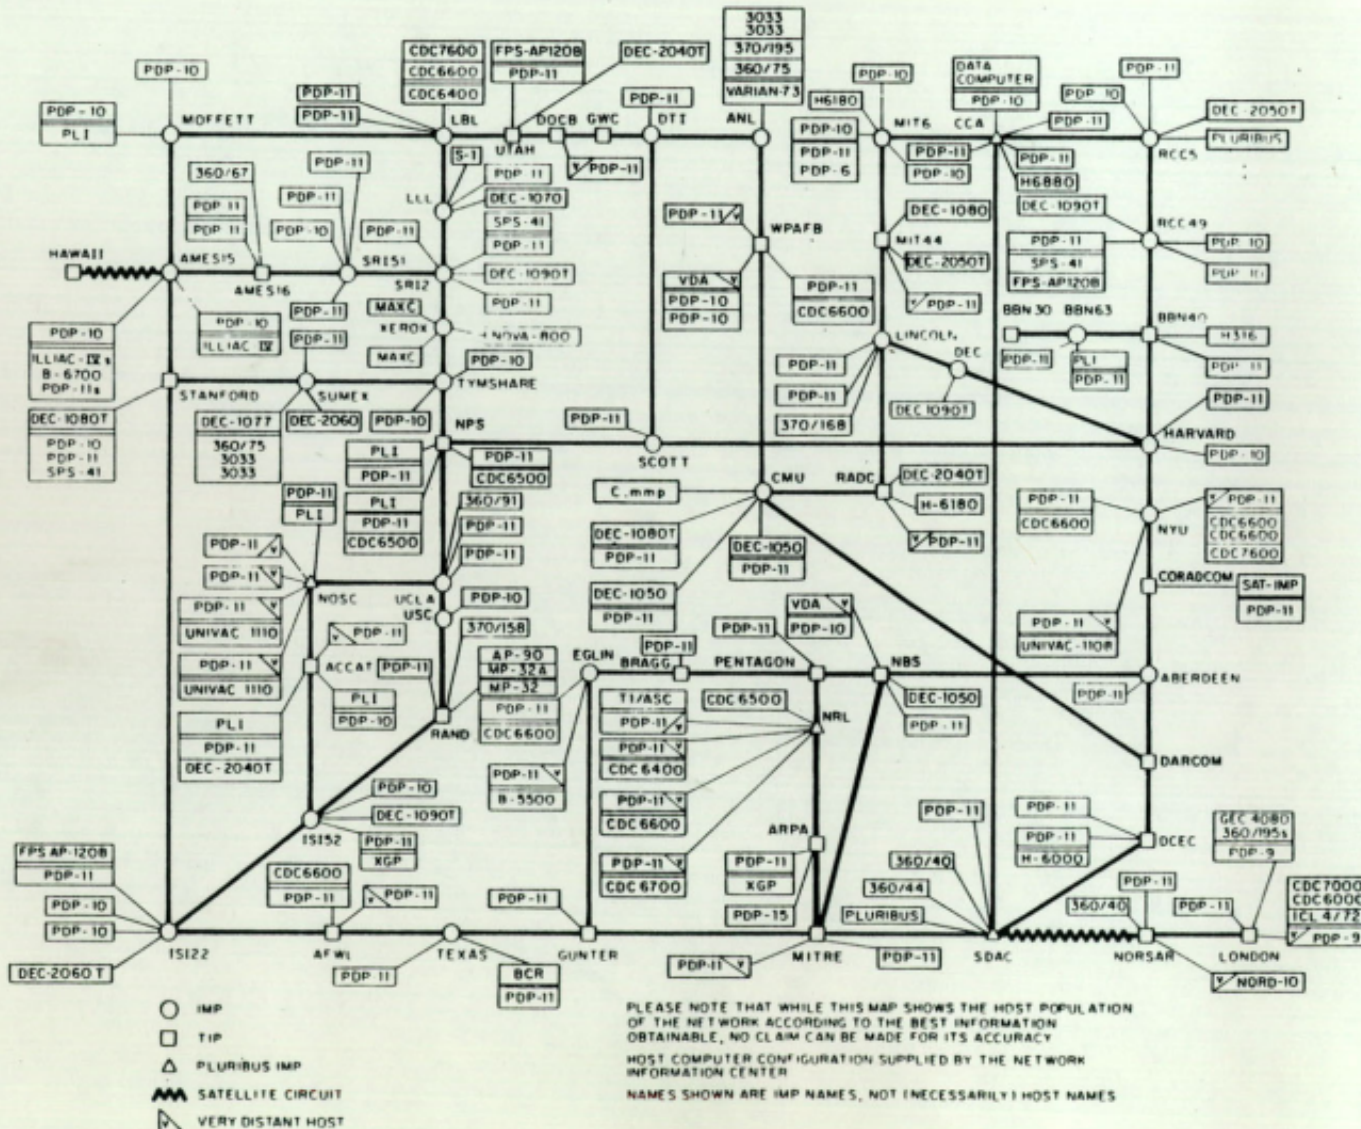 3033
3033
370/195
360/75
VARIAN-73
CDC7600
CDC6600
CDC6400
FPS-AP120B
PDP-11
DEC-2040T
PDP-10
PDP-11
PDP-11
PDP-11
PDP-10
DATA
COMPUTER
PDP-10
PDP-11
PDP-10
PLI
MOFFETT
LBL
UTAH
DOCB
GWC
DTI
ANL
H6180
MIT6
CCA
PDP-11
PDP 10
DEC-2050T
PLURIBUS
RCC5
PDP-10
PDP-11
PDP-6
PDP-11
PDP-10
PDP-11
H6880
PDP-11
S-1
PDP 11
DEC-1070
LLL
360/67
PDP 11
PDP 11
PDP-11
PDP-11
PDP-10
PDP-11
SPS-41
PDP-11
DEC-1090T
PDP-11
PDP-11
WPAFB
DEC-1080
MIT44
DEC-2050T
PDP-11
DEC-1090T
RCC49
PDP 10
PDP 10
PDP-11
SPS-41
FPS-AP120B
HAWAII
AMES15
AMES16
SRI51
SRI2
VDA
PDP-10
PDP-10
PDP-11
CDC6600
PDP-10
ILLIAC-IVs
B-6700
PDP-11s
PDP-10
ILLIAC IV
PDP-11
PDP-11
MAXC
XEROX
MAXC
NOVA-800
LINCOLN
DEC
BBN30
BBN63
BBN40
H316
PDP-11
PLI
PDP-11
PDP 11
STANFORD
SUMEX
TYMSHARE
PDP-10
PDP-10
PDP-11
PDP-11
370/168
DEC 1090T
PDP-11
HARVARD
PDP-10
DEC-1080T
PDP-10
PDP-11
SPS-41
DEC-1077
360/75
3033
3033
DEC-2060
NPS
PLI
PDP-11
PDP-11
CDC6500
PLI
PDP-11
CDC6500
PDP-11
SCOTT
CMU
RADC
DEC-2040T
H-6180
PDP-11
C.mmp
DEC-1080T
PDP-11
DEC-1050
PDP-11
DEC-1050
PDP-11
PDP-11
PLI
360/91
PDP-11
PDP-11
PDP-11
CDC6600
NYU
PDP-11
CDC6600
CDC6600
CDC7600
PDP-11
PDP-11
PDP-11
UNIVAC 1110
PDP-11
UNIVAC 1110
NOSC
UCLA
USC
PDP-10
370/158
CORADCOM
SAT-IMP
PDP-11
PDP-11
UNIVAC-1108
ACCAT
PDP-11
PLI
PDP-10
PDP-11
AP-90
MP-32A
MP-32
PDP-11
CDC6600
RAND
EGLIN
BRAGG
PDP-11
PENTAGON
PDP-11
VDA
PDP-10
NBS
DEC-1050
PDP-11
ABERDEEN
PDP-11
PLI
PDP-11
DEC-2040T
TI/ASC
PDP-11
CDC 6500
NRL
PDP-11
CDC 6400
PDP-11
CDC 6600
PDP-11
CDC 6700
PDP-11
B-5500
DARCOM
PDP-10
DEC-1090T
PDP-11
XGP
ISI52
ARPA
PDP-11
XGP
PDP-15
PDP-11
360/40
360/44
PLURIBUS
PDP-11
PDP-11
H-6000
DCEC
GEC 4080
360/195s
PDP-9
FPS AP-120B
PDP-11
PDP-10
PDP-10
DEC-2060T
CDC6600
PDP-11
PDP-11
PDP-11
360/40
PDP-11
PDP-11
CDC7000
CDC6000
ICL 4/72
PDP-9
ISI22
AFWL
TEXAS
GUNTER
MITRE
SDAC
NORSAR
LONDON
PDP 11
BCR
PDP-11
PDP-11
PDP-11
NORD-10
IMP
TIP
PLURIBUS IMP
SATELLITE CIRCUIT
VERY DISTANT HOST
PLEASE NOTE THAT WHILE THIS MAP SHOWS THE HOST POPULATION
OF THE NETWORK ACCORDING TO THE BEST INFORMATION
OBTAINABLE, NO CLAIM CAN BE MADE FOR ITS ACCURACY
HOST COMPUTER CONFIGURATION SUPPLIED BY THE NETWORK
INFORMATION CENTER
NAMES SHOWN ARE IMP NAMES, NOT (NECESSARILY) HOST NAMES